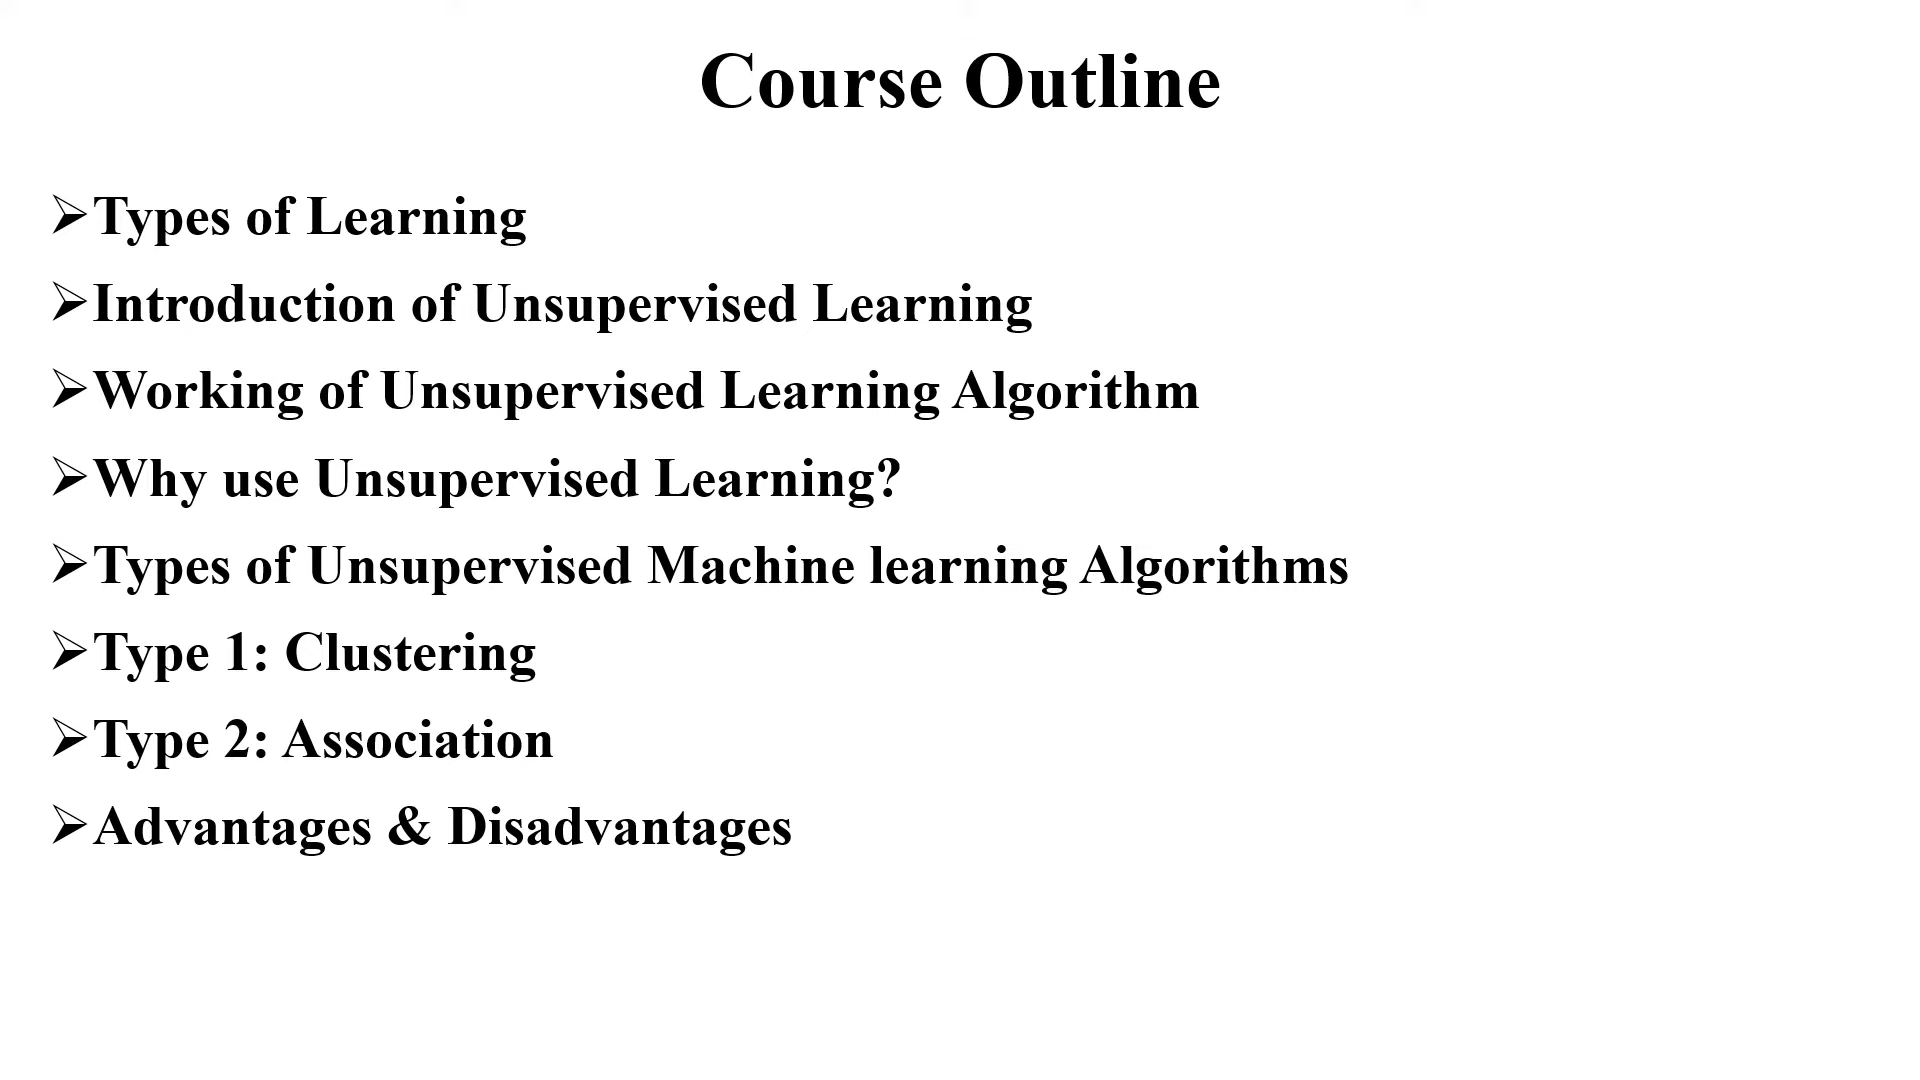 Course Outline
➢Types of Learning
➢Introduction of Unsupervised Learning
➢Working of Unsupervised Learning Algorithm
➢Why use Unsupervised Learning?
➢Types of Unsupervised Machine learning Algorithms
➢Type 1: Clustering
➢Type 2: Association
➢Advantages & Disadvantages